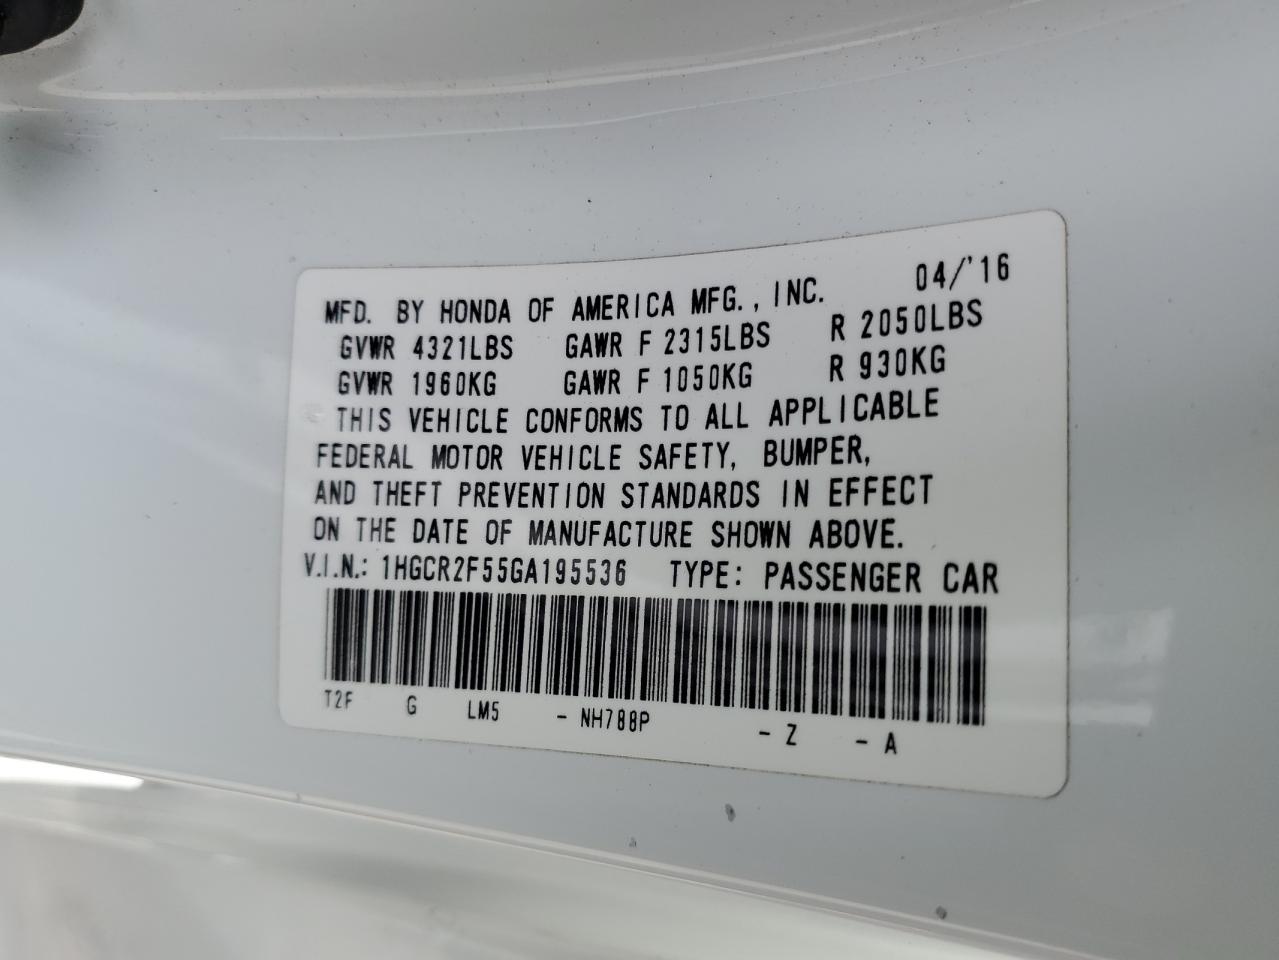 MFD. BY HONDA OF AMERICA MFG., INC. 04/'16
GVWR 4321LBS GAWR F 2315LBS R 2050LBS
GVWR 1960KG GAWR F 1050KG R 930KG
THIS VEHICLE CONFORMS TO ALL APPLICABLE
FEDERAL MOTOR VEHICLE SAFETY, BUMPER,
AND THEFT PREVENTION STANDARDS IN EFFECT
ON THE DATE OF MANUFACTURE SHOWN ABOVE.
V.I.N.: 1HGCR2F55GA195536 TYPE: PASSENGER CAR
T2F G LM5 - NH788P - Z - A